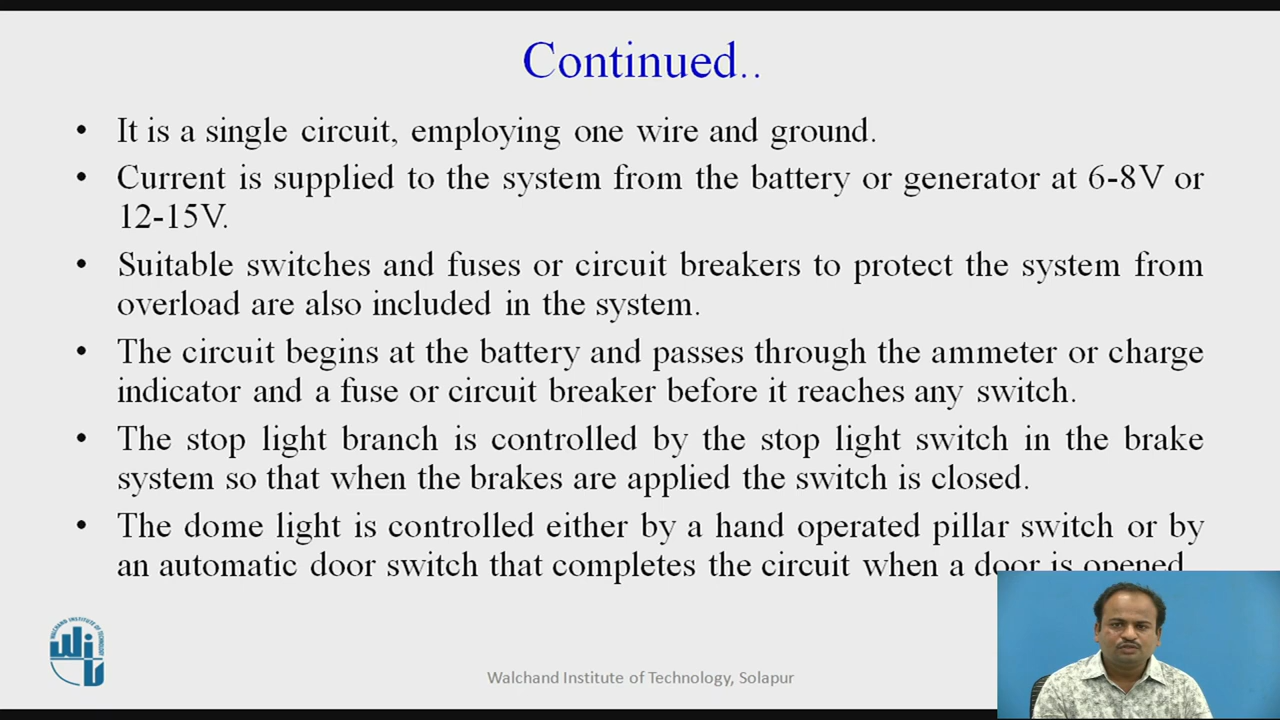 Continued..
• It is a single circuit, employing one wire and ground.
• Current is supplied to the system from the battery or generator at 6-8V or
12-15V.
• Suitable switches and fuses or circuit breakers to protect the system from
overload are also included in the system.
• The circuit begins at the battery and passes through the ammeter or charge
indicator and a fuse or circuit breaker before it reaches any switch.
• The stop light branch is controlled by the stop light switch in the brake
system so that when the brakes are applied the switch is closed.
• The dome light is controlled either by a hand operated pillar switch or by
an automatic door switch that completes the circuit when a door is opened
WALCHAND INSTITUTE OF TECHNOLOGY
Walchand Institute of Technology, Solapur